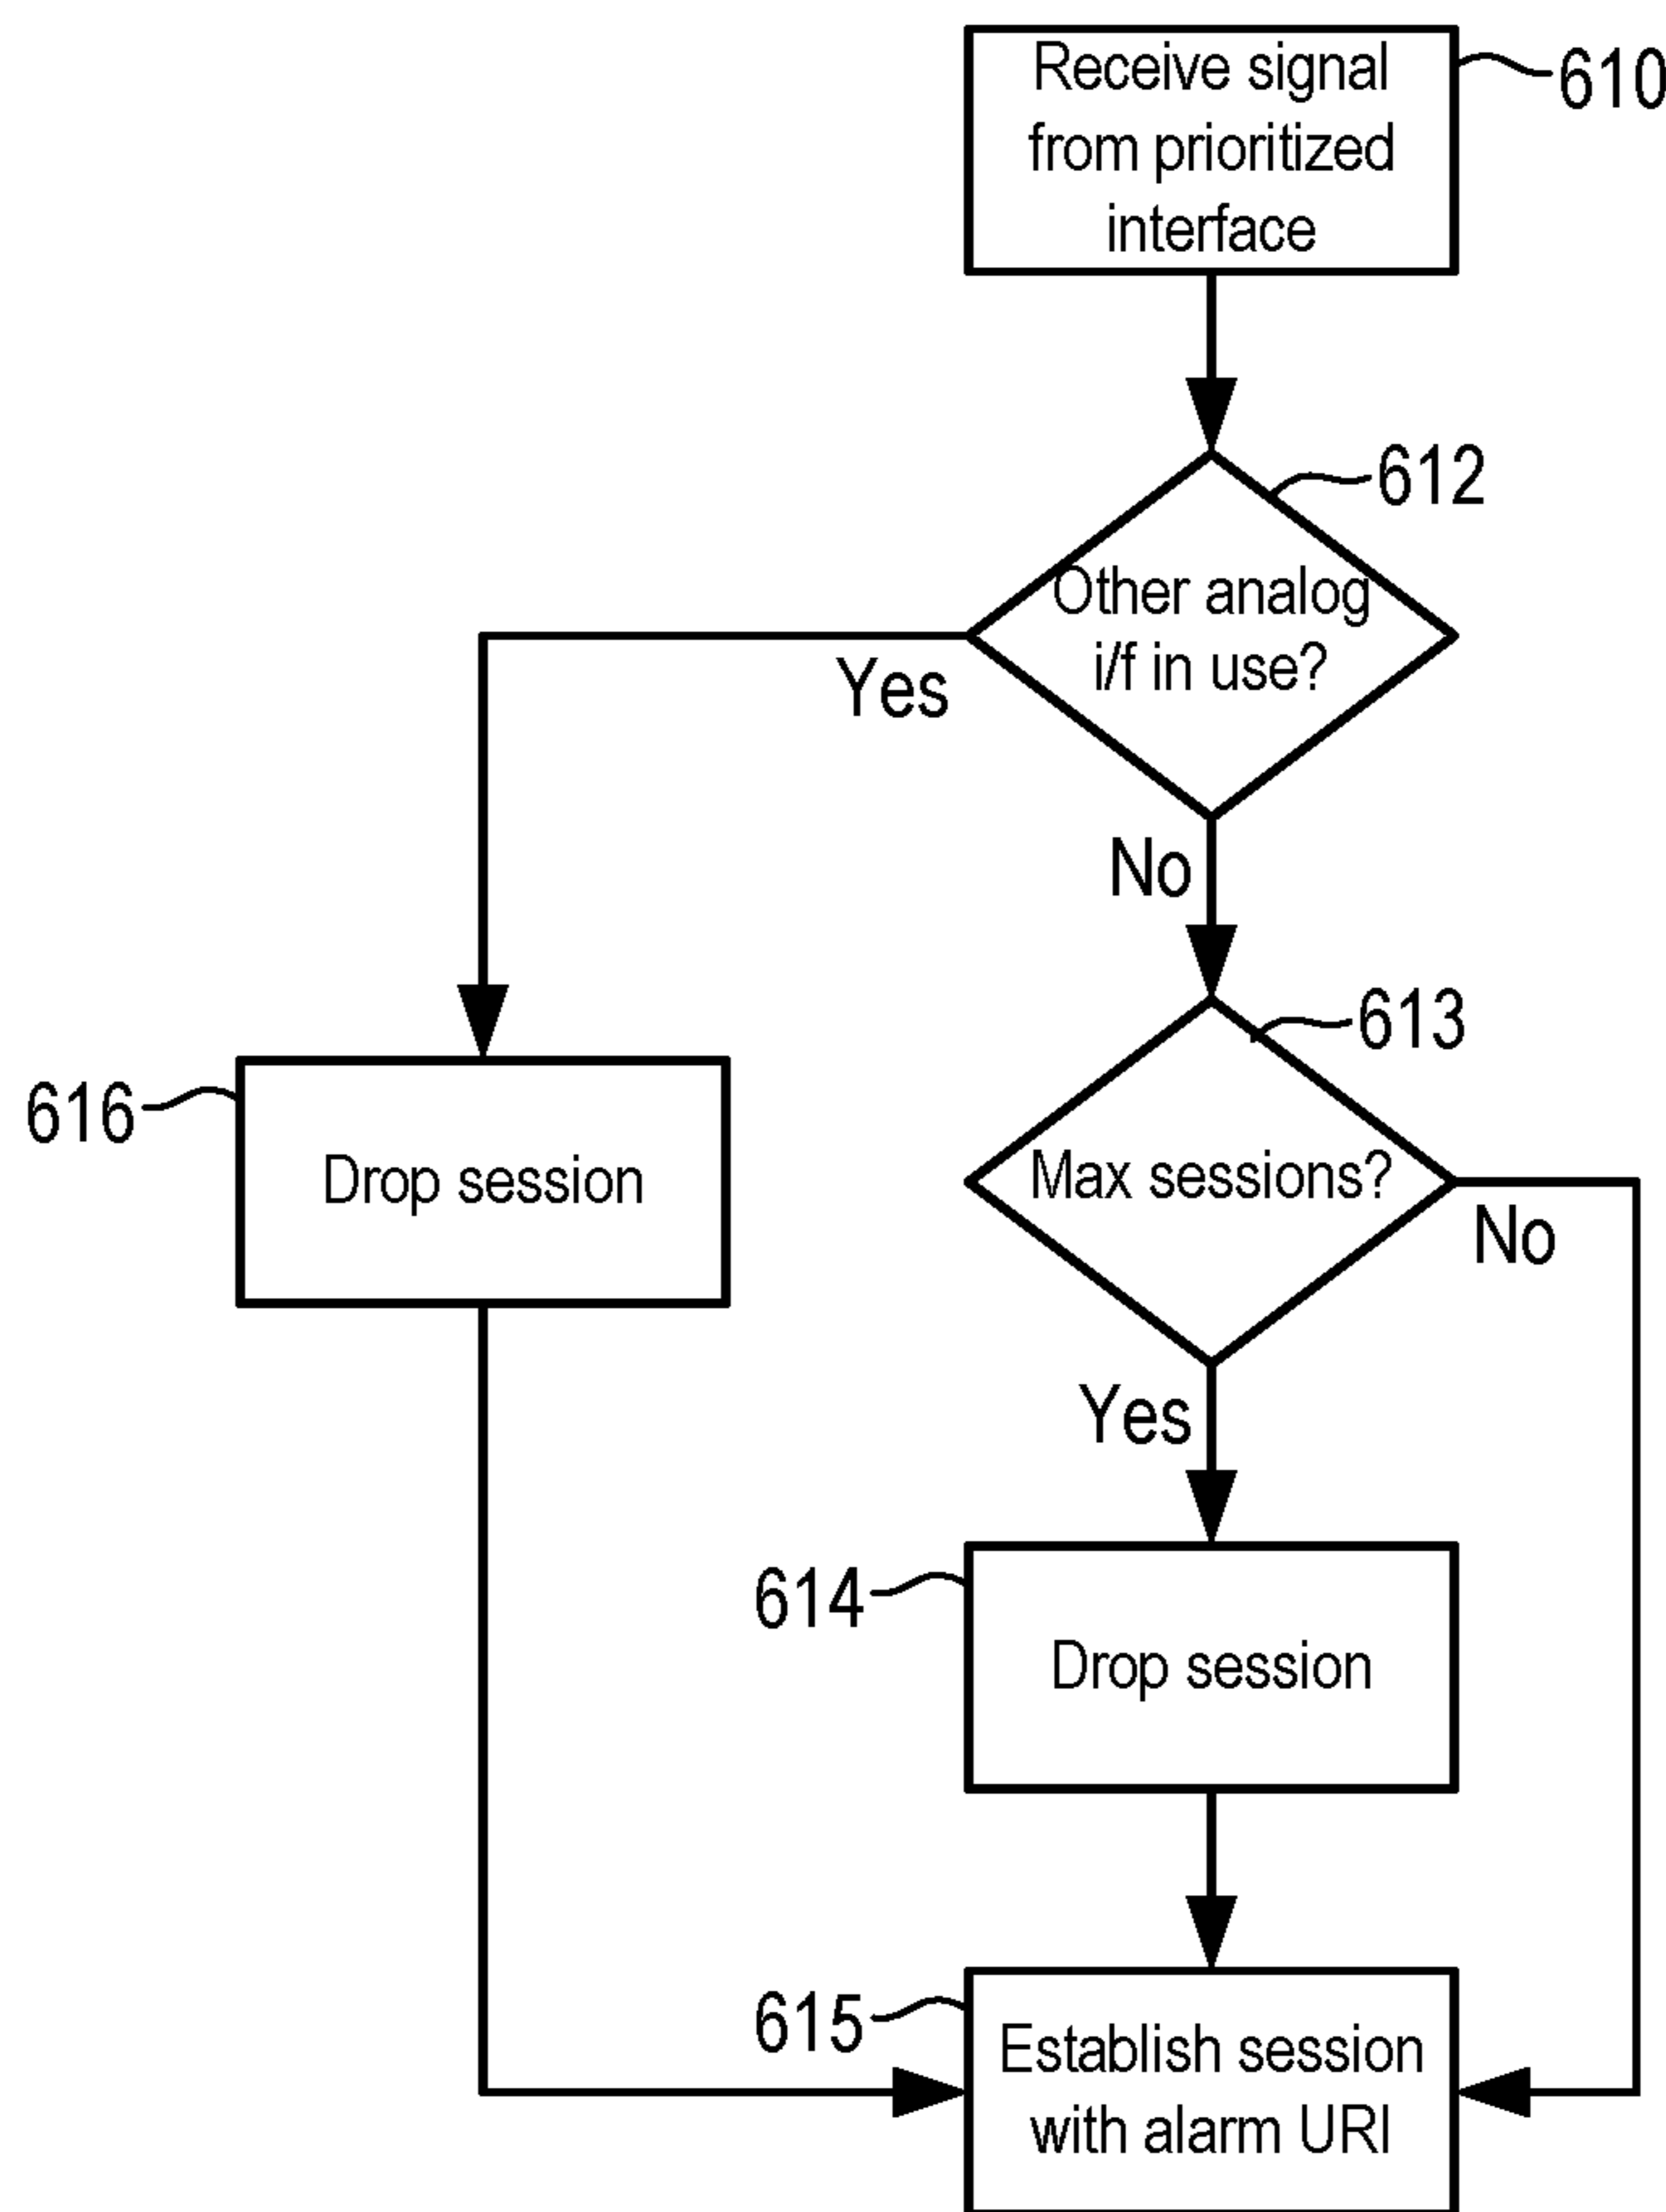 Receive signal
from prioritized
interface
610
612
Other analog
i/f in use?
Yes
No
613
616
Drop session
Max sessions?
No
Yes
614
Drop session
615
Establish session
with alarm URI